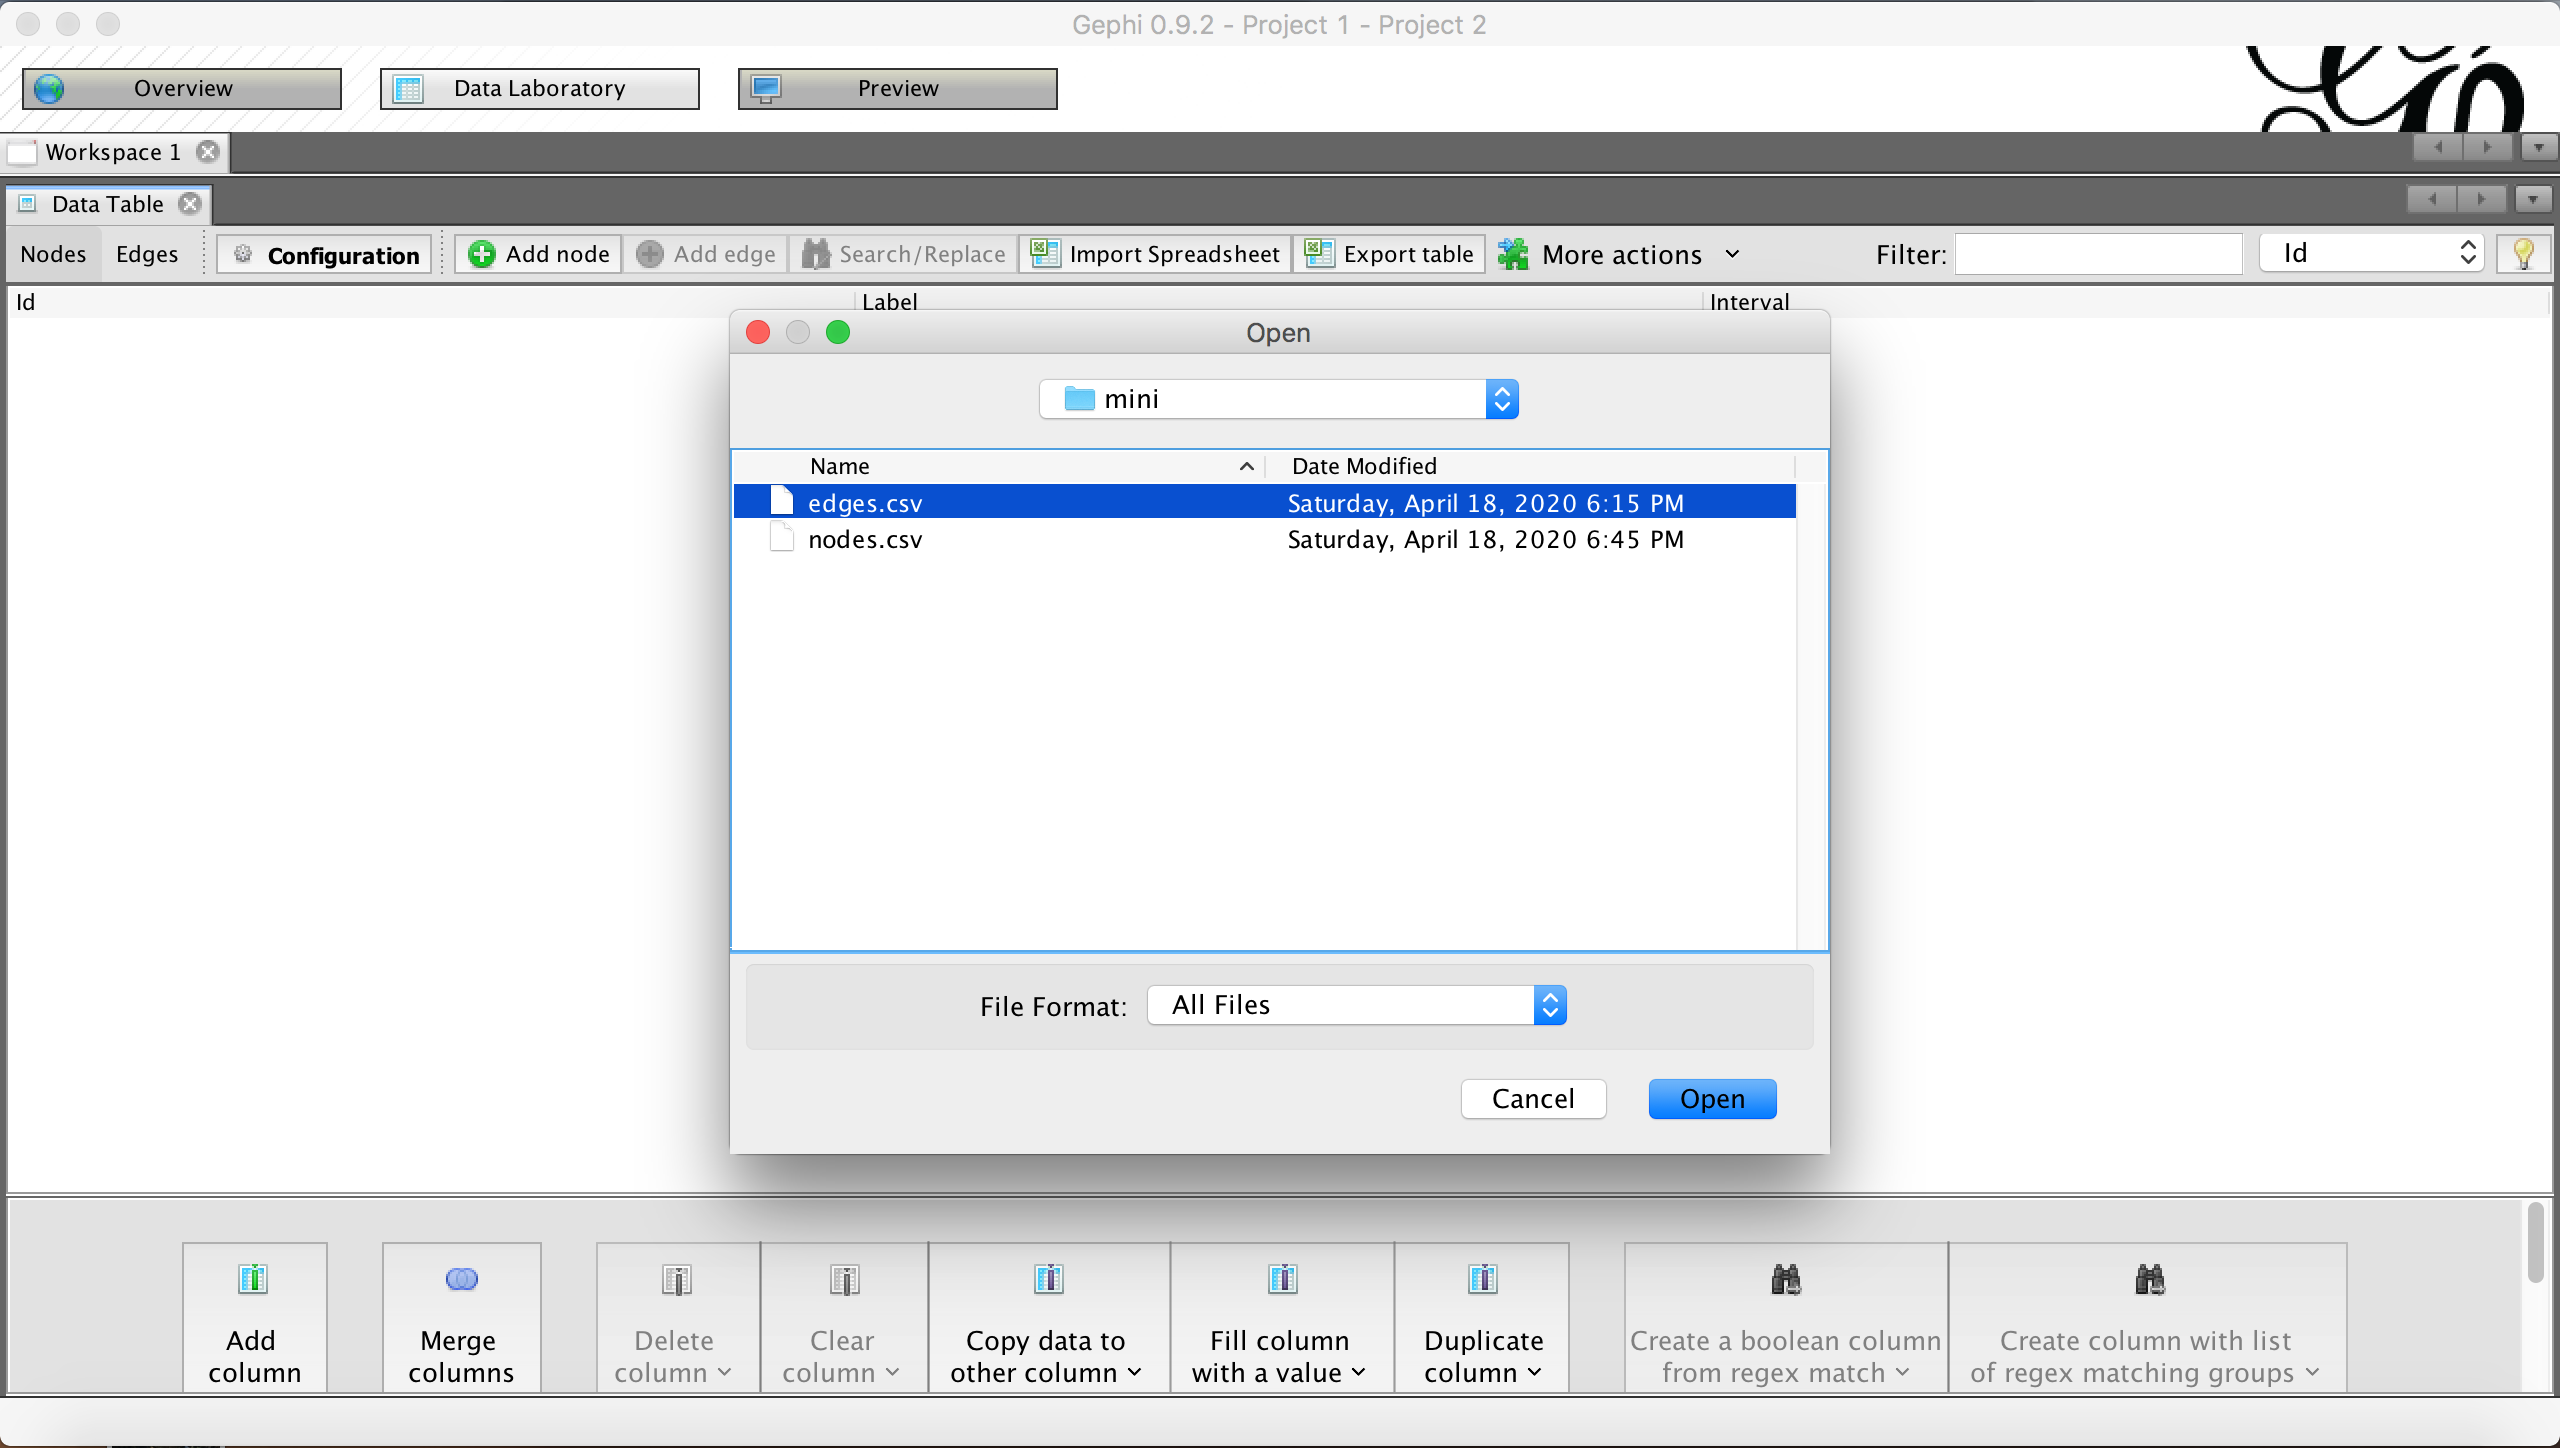 Gephi 0.9.2 - Project 1 - Project 2
Overview
Data Laboratory
Preview
Workspace 1
Data Table
Nodes
Edges
Configuration
Add node
Add edge
Search/Replace
Import Spreadsheet
Export table
More actions
Filter:
Id
Id
Label
Interval
Open
mini
Name
Date Modified
edges.csv
Saturday, April 18, 2020 6:15 PM
nodes.csv
Saturday, April 18, 2020 6:45 PM
File Format:
All Files
Cancel
Open
Add
column
Merge
columns
Delete
column
Clear
column
Copy data to
other column
Fill column
with a value
Duplicate
column
Create a boolean column
from regex match
Create column with list
of regex matching groups